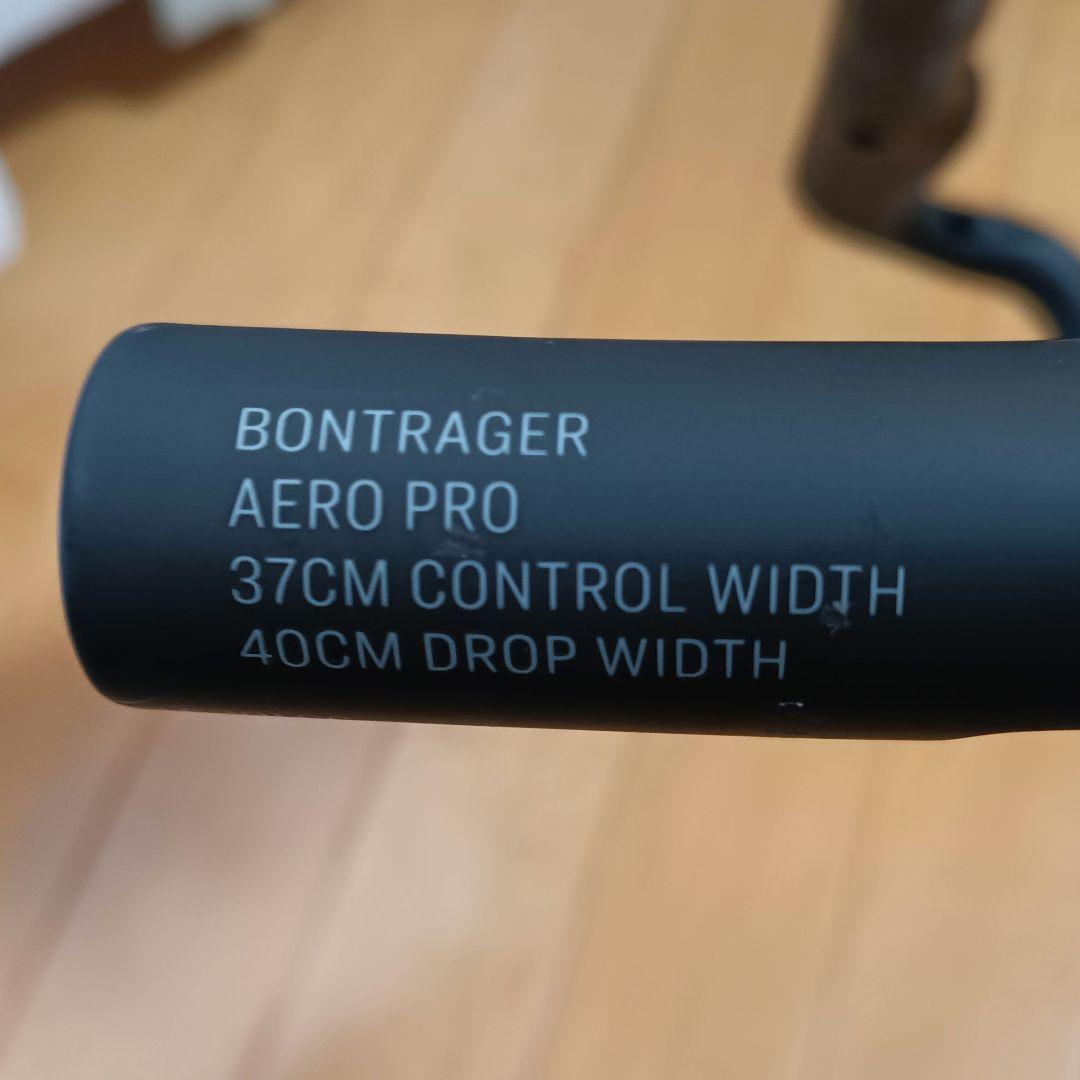 BONTRAGER
AERO PRO
37CM CONTROL WIDTH
40CM DROP WIDTH